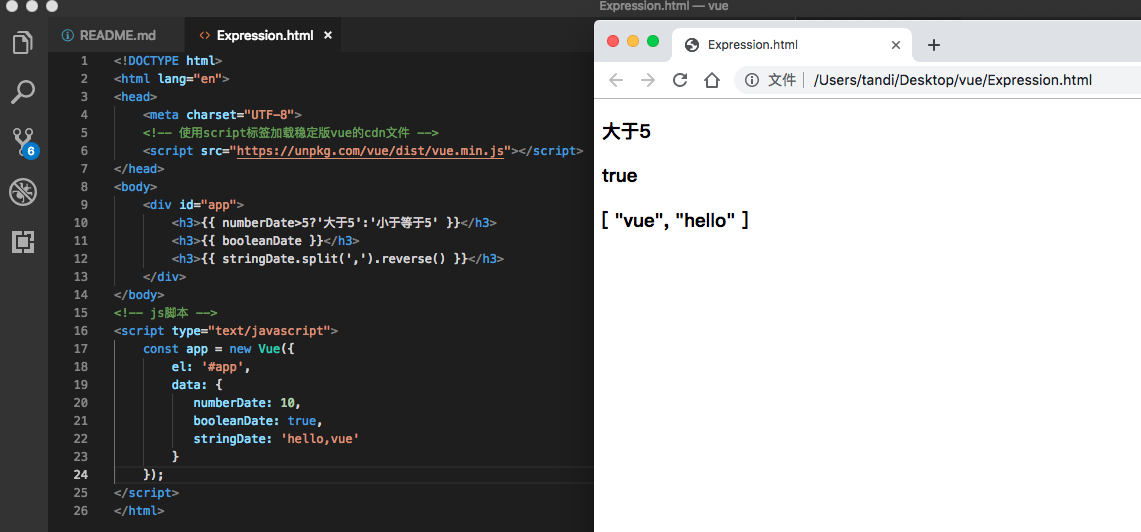 Expression.html — vue
README.md
Expression.html
1 <!DOCTYPE html>
2 <html lang="en">
3 <head>
4 <meta charset="UTF-8">
5 <!-- 使用script标签加载稳定版vue的cdn文件 -->
6 <script src="https://unpkg.com/vue/dist/vue.min.js"></script>
7 </head>
8 <body>
9 <div id="app">
10 <h3>{{ numberDate>5?'大于5':'小于等于5' }}</h3>
11 <h3>{{ booleanDate }}</h3>
12 <h3>{{ stringDate.split(',').reverse() }}</h3>
13 </div>
14 </body>
15 <!-- js脚本 -->
16 <script type="text/javascript">
17 const app = new Vue({
18 el: '#app',
19 data: {
20 numberDate: 10,
21 booleanDate: true,
22 stringDate: 'hello,vue'
23 }
24 });
25 </script>
26 </html>
6
Expression.html
文件 /Users/tandi/Desktop/vue/Expression.html
大于5
true
[ "vue", "hello" ]